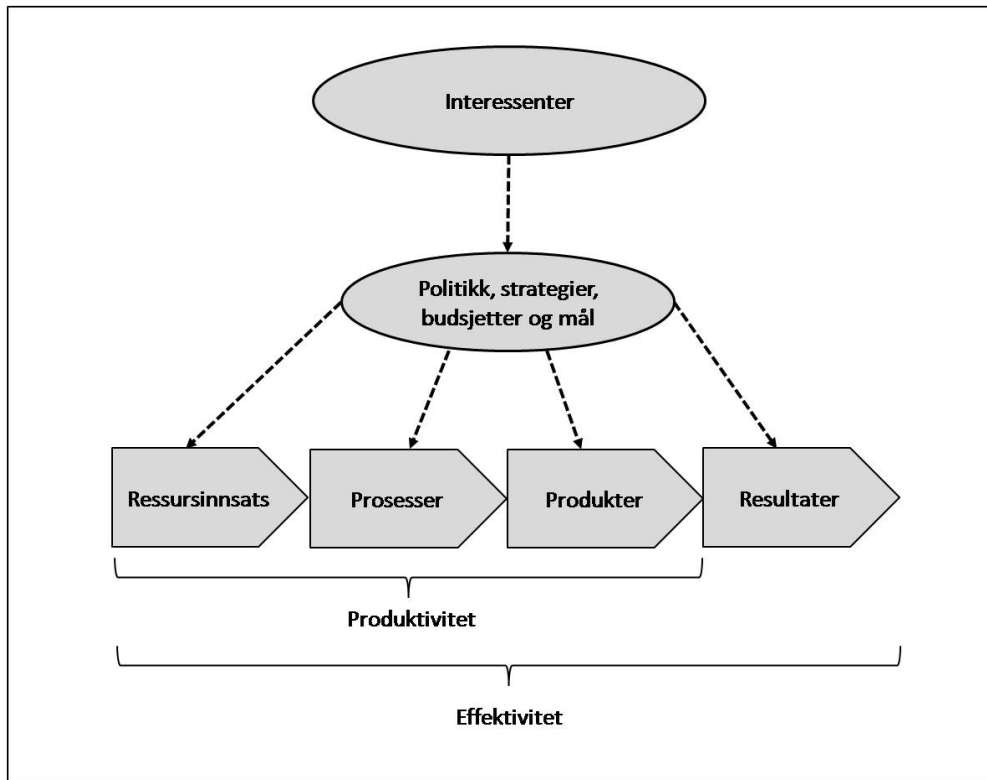 Interessenter
Politikk, strategier,
budsjetter og mål
Ressursinnsats
Prosesser
Produkter
Resultater
Produktivitet
Effektivitet